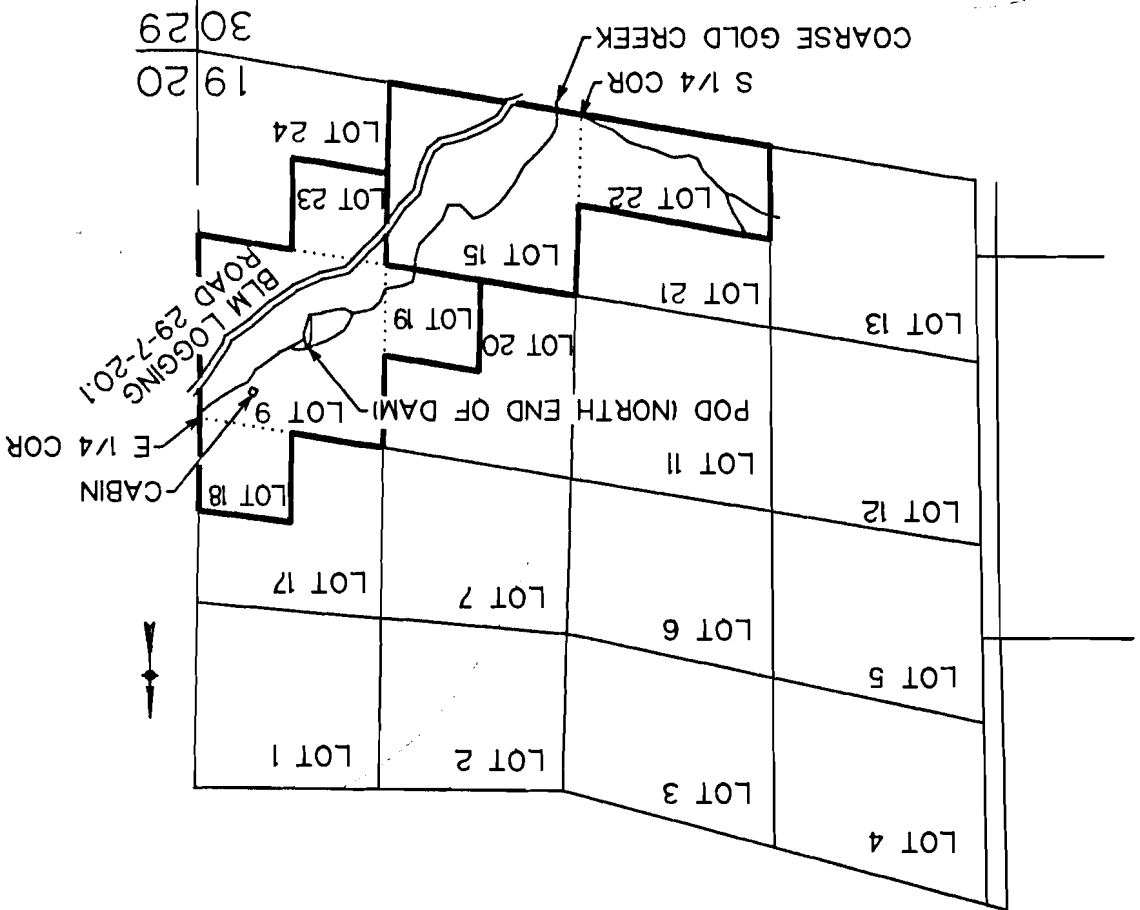 LOT 4
LOT 3
LOT 2
LOT 1
LOT 5
LOT 6
LOT 7
LOT 17
LOT 12
LOT 11
LOT 18
CABIN
E 1/4 COR
LOT 9
POD (NORTH END OF DAM)
BLM LOGGING
ROAD 29-7-20.1
LOT 13
LOT 21
LOT 20
LOT 19
LOT 15
LOT 22
LOT 23
LOT 24
S 1/4 COR
COARSE GOLD CREEK
19 20
30 29